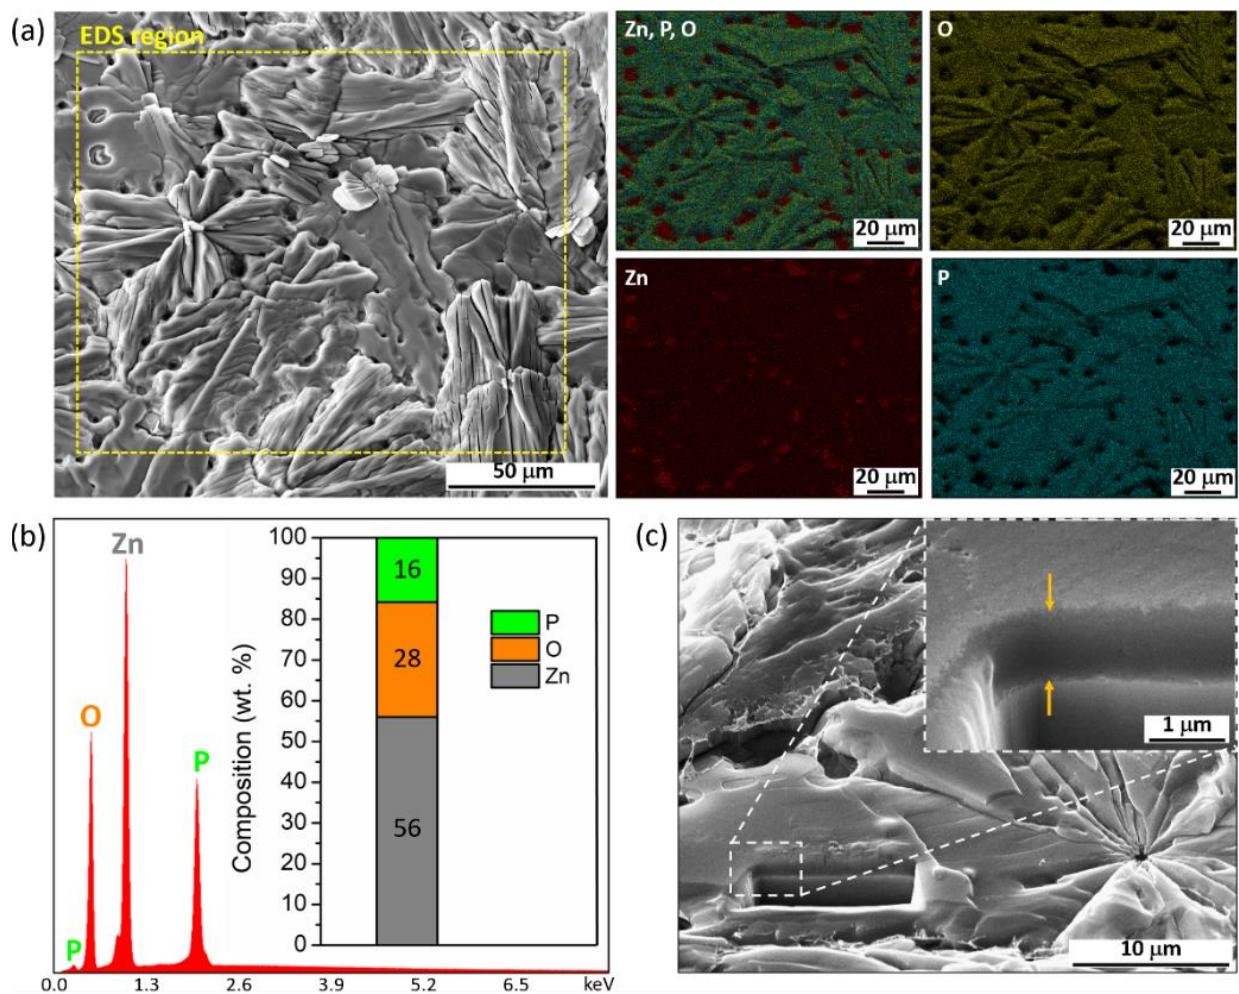 (a)
EDS region
50 μm
Zn, P, O
20 μm
O
20 μm
Zn
20 μm
P
20 μm
(b)
Zn
O
P
P
0.0 1.3 2.6 3.9 5.2 6.5 keV
Composition (wt. %)
100
90
80
70
60
50
40
30
20
10
0
16
28
56
P
O
Zn
(c)
1 μm
10 μm